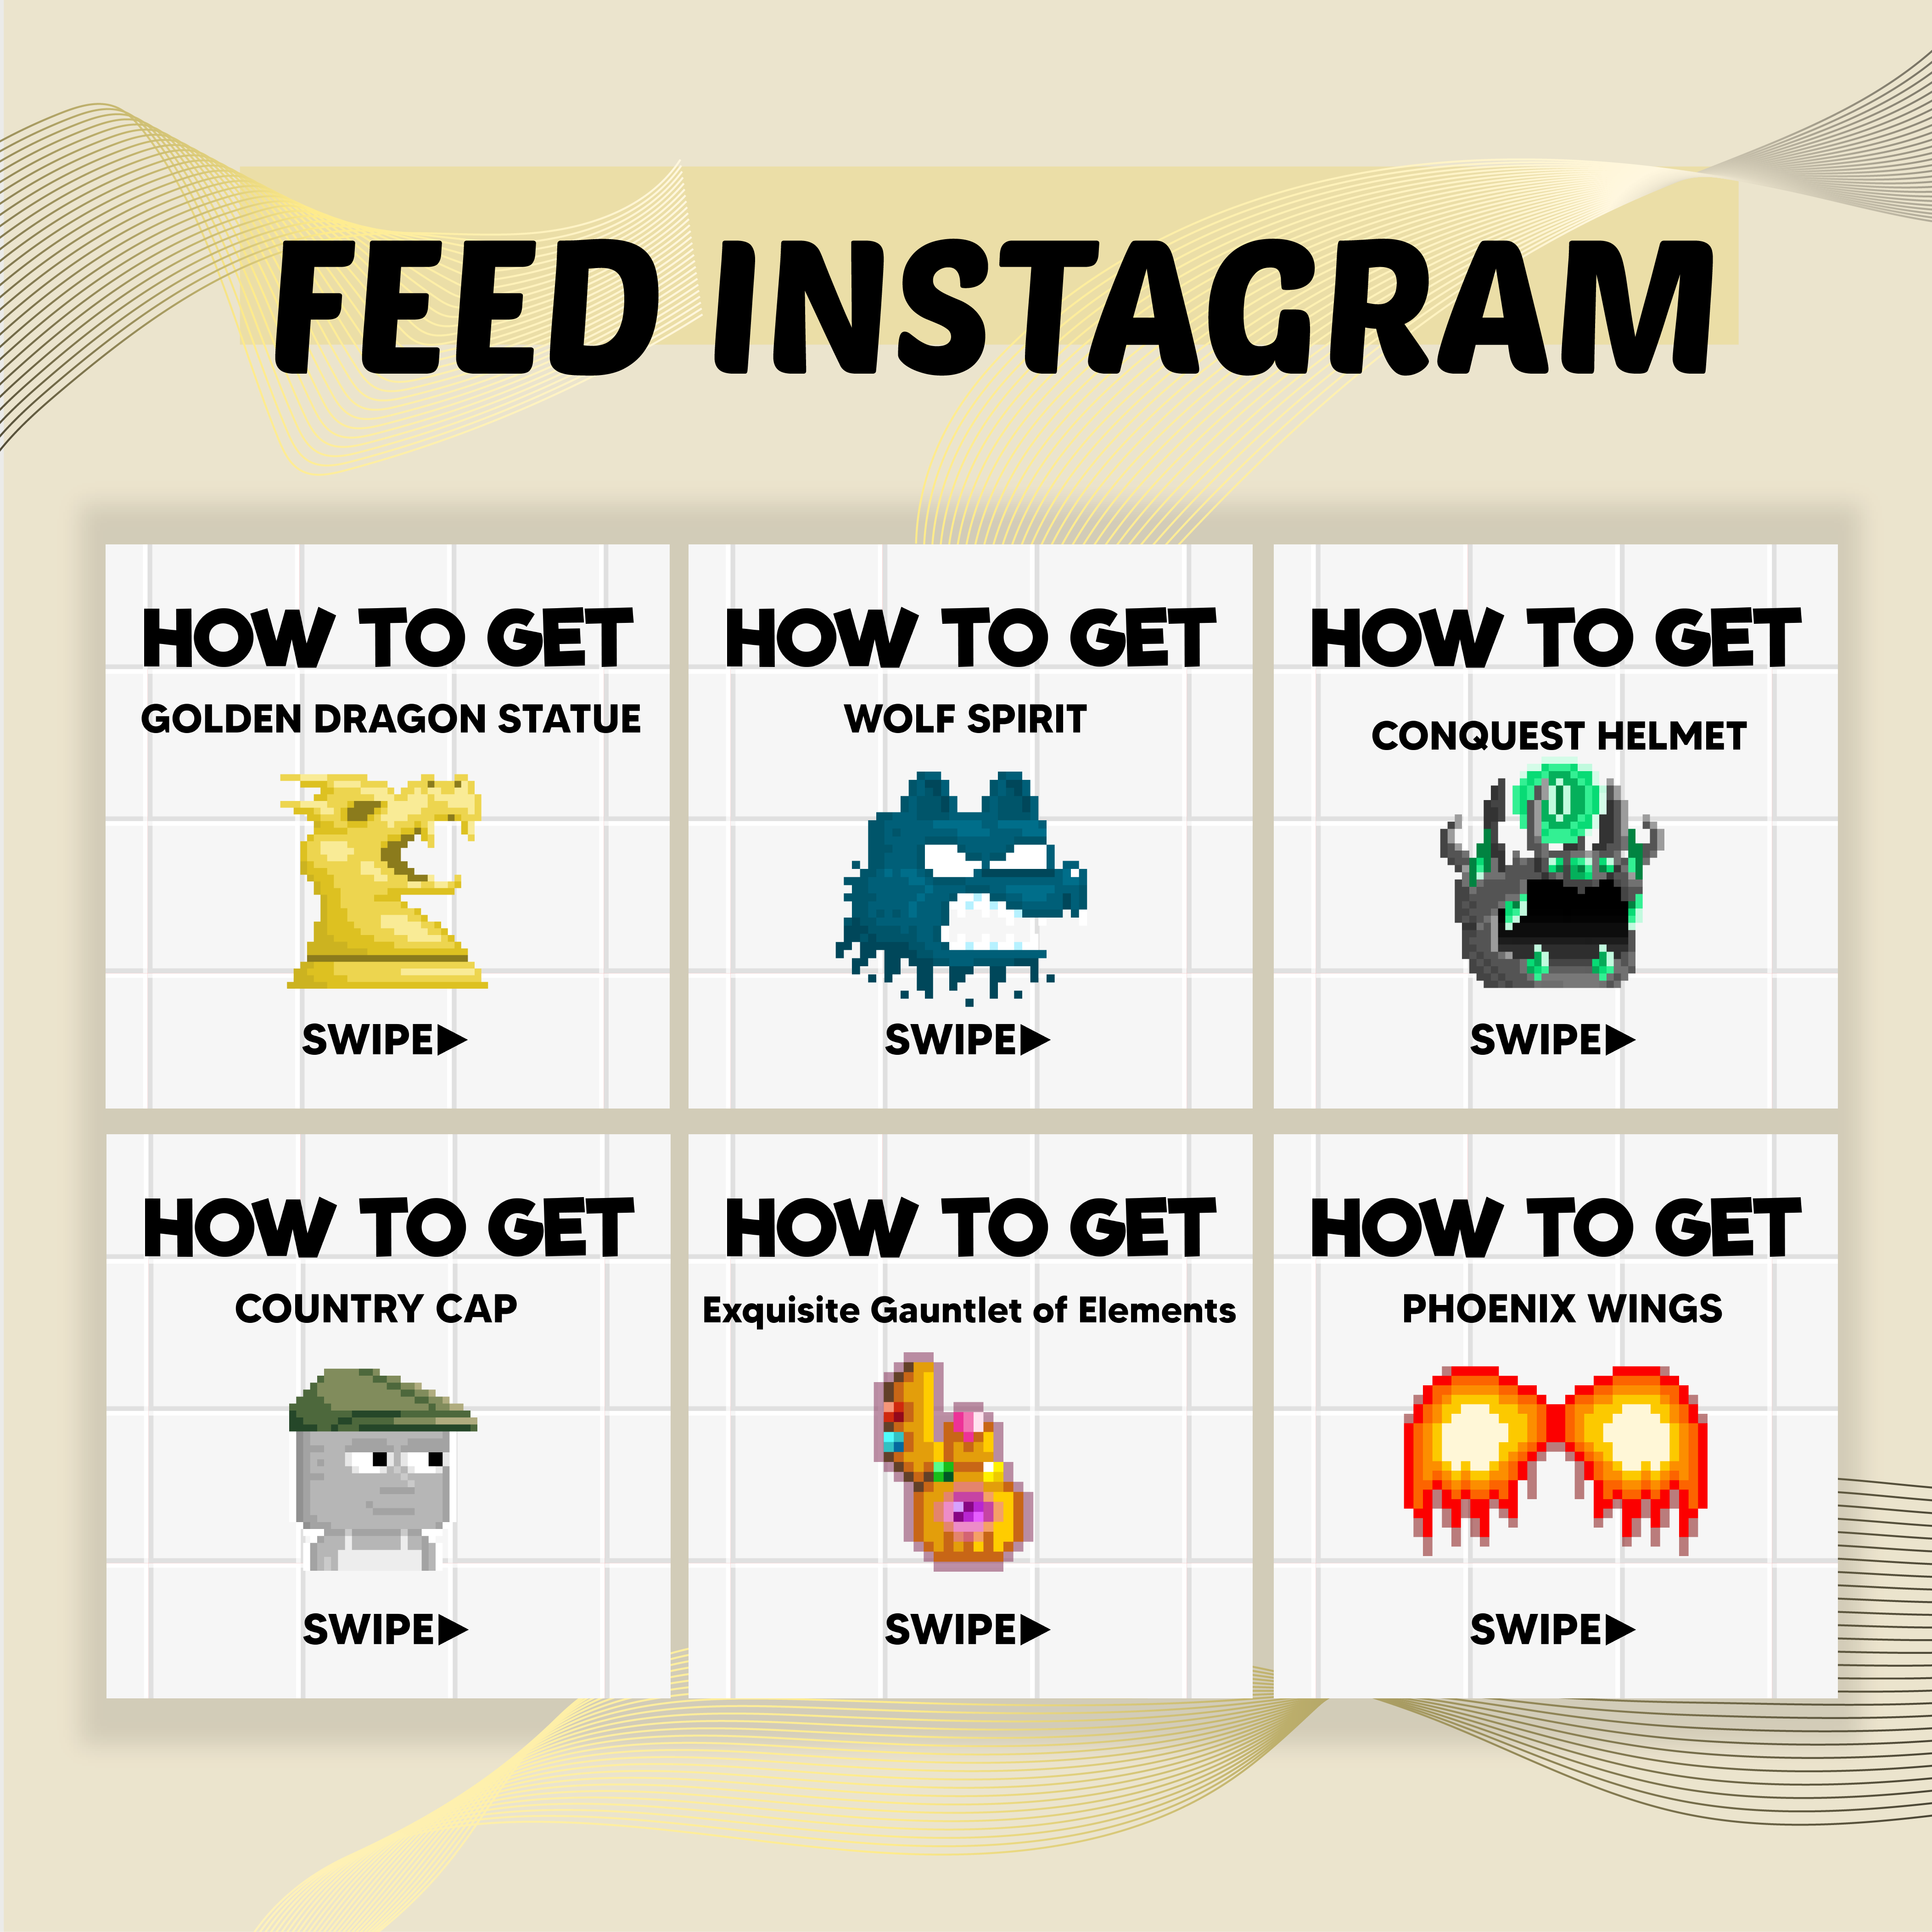 FEED INSTAGRAM
HOW TO GET
GOLDEN DRAGON STATUE
SWIPE▶
HOW TO GET
WOLF SPIRIT
SWIPE▶
HOW TO GET
CONQUEST HELMET
SWIPE▶
HOW TO GET
COUNTRY CAP
SWIPE▶
HOW TO GET
Exquisite Gauntlet of Elements
SWIPE▶
HOW TO GET
PHOENIX WINGS
SWIPE▶